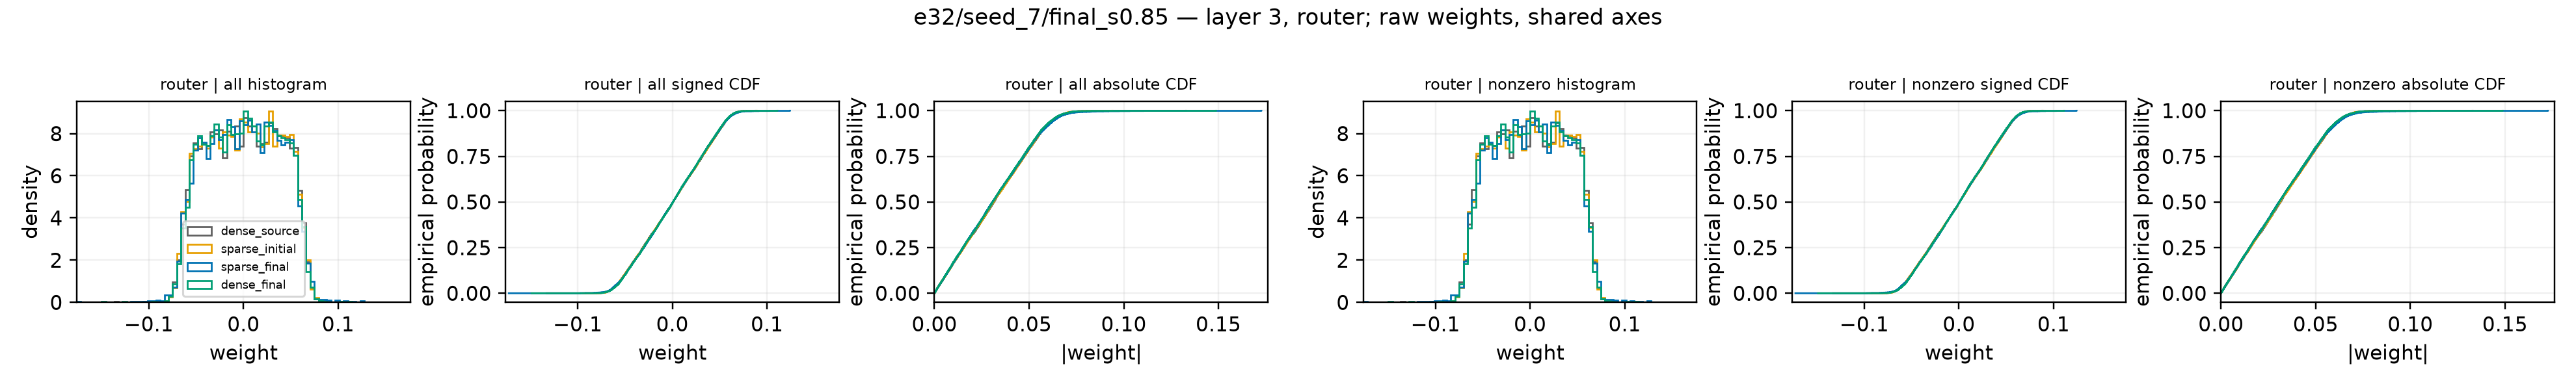 e32/seed_7/final_s0.85 — layer 3, router; raw weights, shared axes
router | all histogram
density
8
6
4
2
0
−0.1
0.0
0.1
weight
dense_source
sparse_initial
sparse_final
dense_final
router | all signed CDF
empirical probability
1.00
0.75
0.50
0.25
0.00
−0.1
0.0
0.1
weight
router | all absolute CDF
empirical probability
1.00
0.75
0.50
0.25
0.00
0.00
0.05
0.10
0.15
|weight|
router | nonzero histogram
density
8
6
4
2
0
−0.1
0.0
0.1
weight
router | nonzero signed CDF
empirical probability
1.00
0.75
0.50
0.25
0.00
−0.1
0.0
0.1
weight
router | nonzero absolute CDF
empirical probability
1.00
0.75
0.50
0.25
0.00
0.00
0.05
0.10
0.15
|weight|